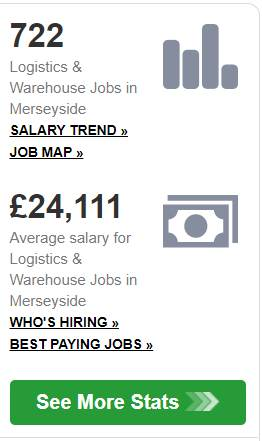 722
Logistics &
Warehouse Jobs in
Merseyside
SALARY TREND »
JOB MAP »
£24,111
Average salary for
Logistics &
Warehouse Jobs in
Merseyside
WHO'S HIRING »
BEST PAYING JOBS »
See More Stats